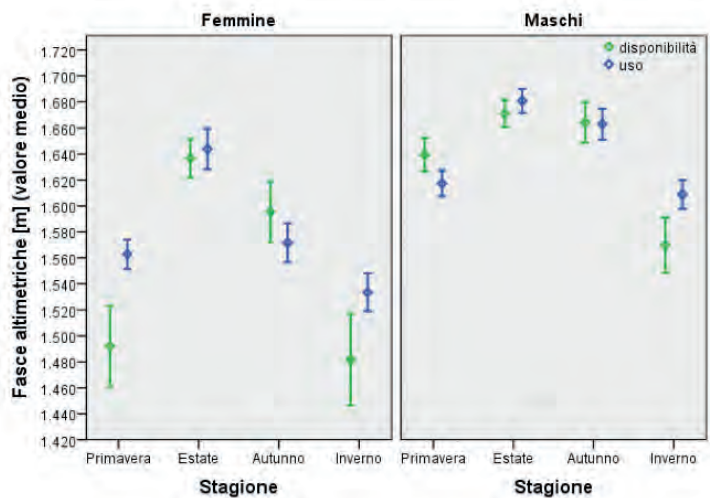 Femmine
Maschi
Fasce altimetriche [m] (valore medio)
1.720
1.700
1.680
1.660
1.640
1.620
1.600
1.580
1.560
1.540
1.520
1.500
1.480
1.460
1.440
1.420
disponibilità
uso
Primavera Estate Autunno Inverno
Primavera Estate Autunno Inverno
Stagione
Stagione